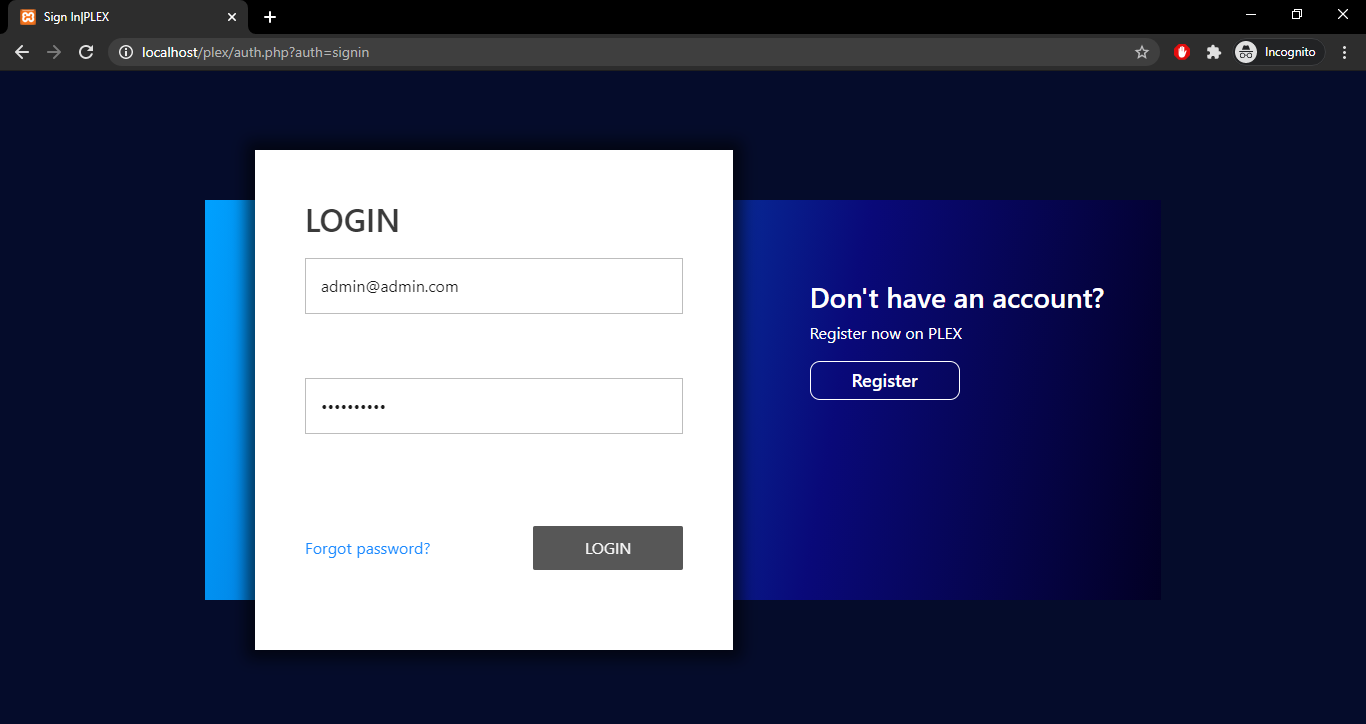 Sign In|PLEX
localhost/plex/auth.php?auth=signin
Incognito
LOGIN
admin@admin.com
••••••••••
Forgot password?
LOGIN
Don't have an account?
Register now on PLEX
Register